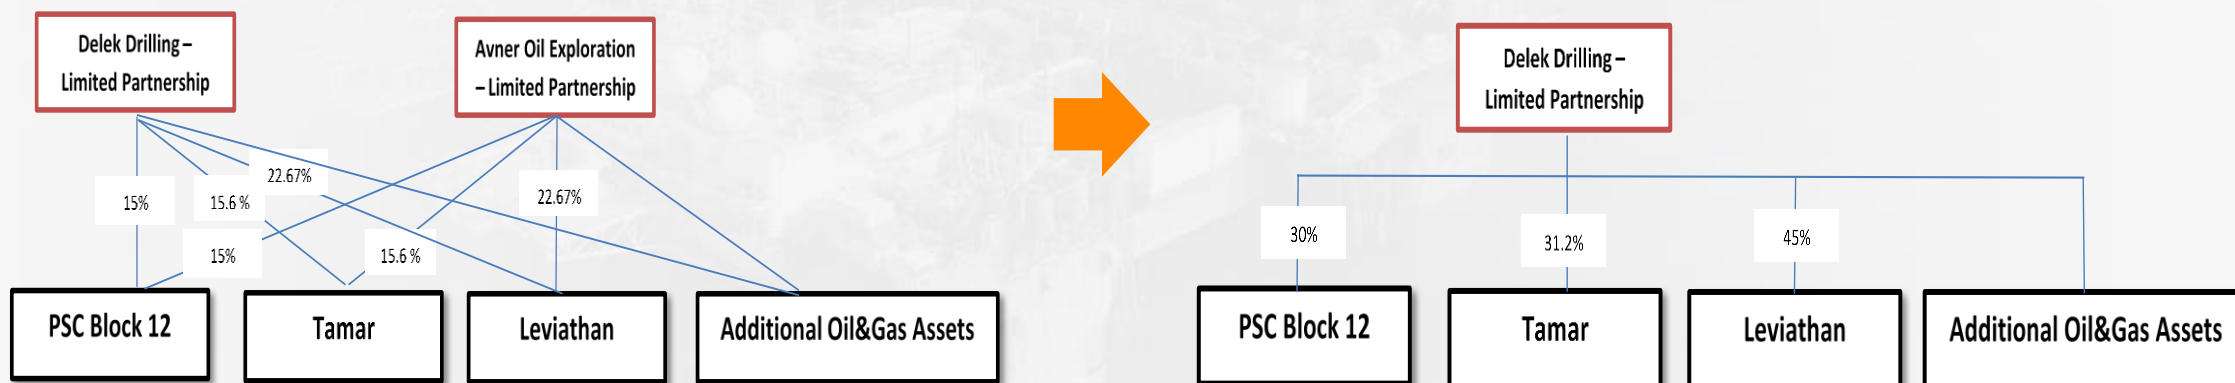 Delek Drilling –
Limited Partnership
Avner Oil Exploration
– Limited Partnership
15%
15.6 %
22.67%
22.67%
15%
15.6 %
PSC Block 12
Tamar
Leviathan
Additional Oil&Gas Assets
Delek Drilling –
Limited Partnership
30%
31.2%
45%
PSC Block 12
Tamar
Leviathan
Additional Oil&Gas Assets